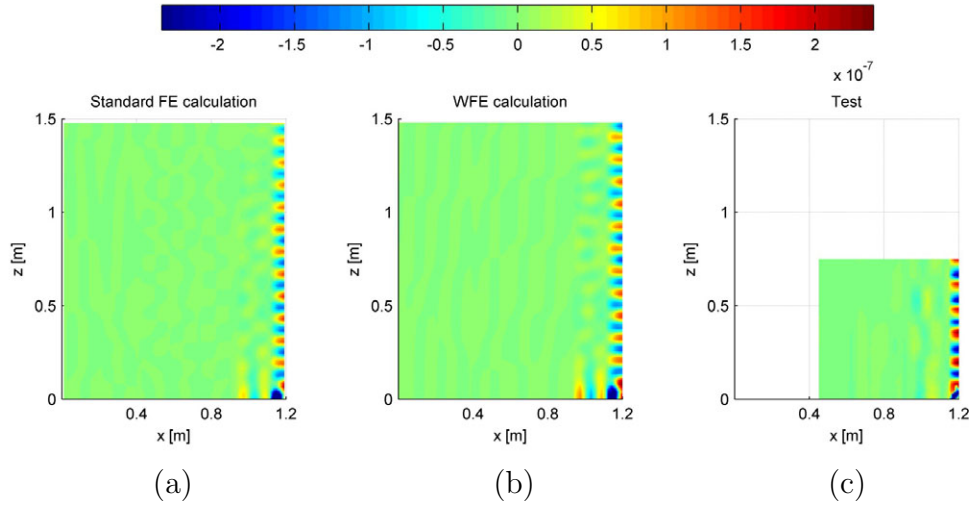 -2 -1.5 -1 -0.5 0 0.5 1 1.5 2
x 10⁻⁷
Standard FE calculation
1.5
1
0.5
0
z [m]
0.4 0.8 1.2
x [m]
(a)
WFE calculation
1.5
1
0.5
0
z [m]
0.4 0.8 1.2
x [m]
(b)
Test
1.5
1
0.5
0
z [m]
0.4 0.8 1.2
x [m]
(c)